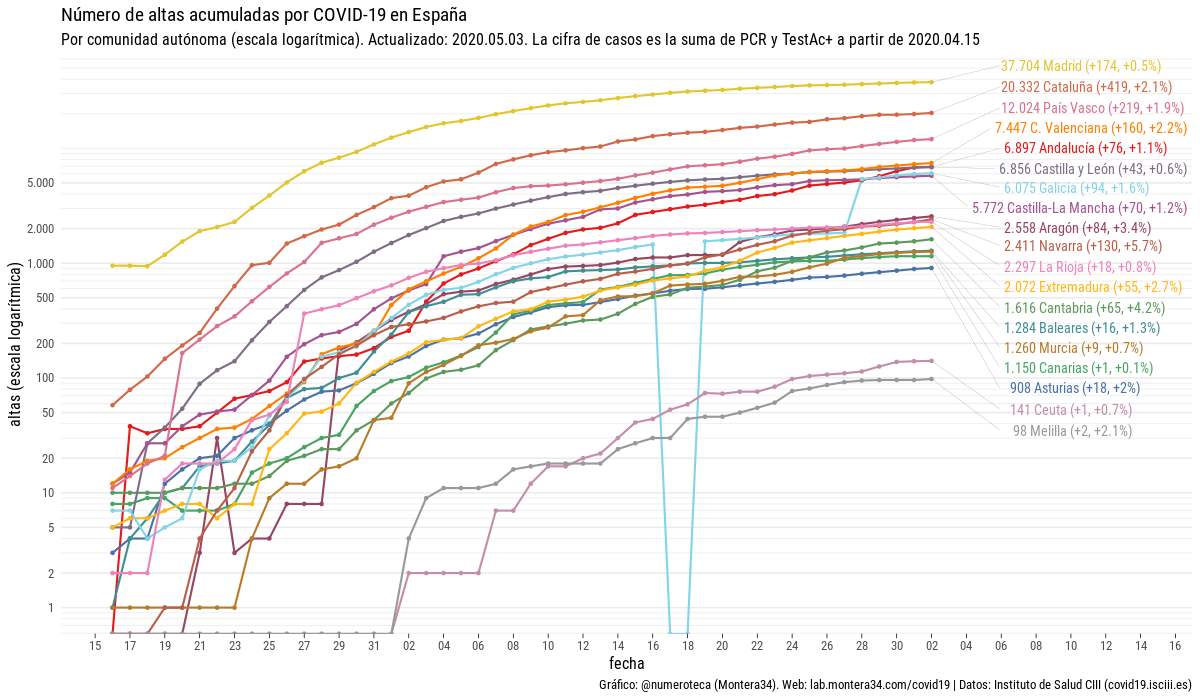 Número de altas acumuladas por COVID-19 en España
Por comunidad autónoma (escala logarítmica). Actualizado: 2020.05.03. La cifra de casos es la suma de PCR y TestAc+ a partir de 2020.04.15
37.704 Madrid (+174, +0.5%)
20.332 Cataluña (+419, +2.1%)
12.024 País Vasco (+219, +1.9%)
7.447 C. Valenciana (+160, +2.2%)
6.897 Andalucía (+76, +1.1%)
6.856 Castilla y León (+43, +0.6%)
6.075 Galicia (+94, +1.6%)
5.772 Castilla-La Mancha (+70, +1.2%)
2.558 Aragón (+84, +3.4%)
2.411 Navarra (+130, +5.7%)
2.297 La Rioja (+18, +0.8%)
2.072 Extremadura (+55, +2.7%)
1.616 Cantabria (+65, +4.2%)
1.284 Baleares (+16, +1.3%)
1.260 Murcia (+9, +0.7%)
1.150 Canarias (+1, +0.1%)
908 Asturias (+18, +2%)
141 Ceuta (+1, +0.7%)
98 Melilla (+2, +2.1%)
altas (escala logarítmica)
5.000
2.000
1.000
500
200
100
50
20
10
5
2
1
15 17 19 21 23 25 27 29 31 02 04 06 08 10 12 14 16 18 20 22 24 26 28 30 02 04 06 08 10 12 14 16
fecha
Gráfico: @numeroteca (Montera34). Web: lab.montera34.com/covid19 | Datos: Instituto de Salud CIII (covid19.isciii.es)